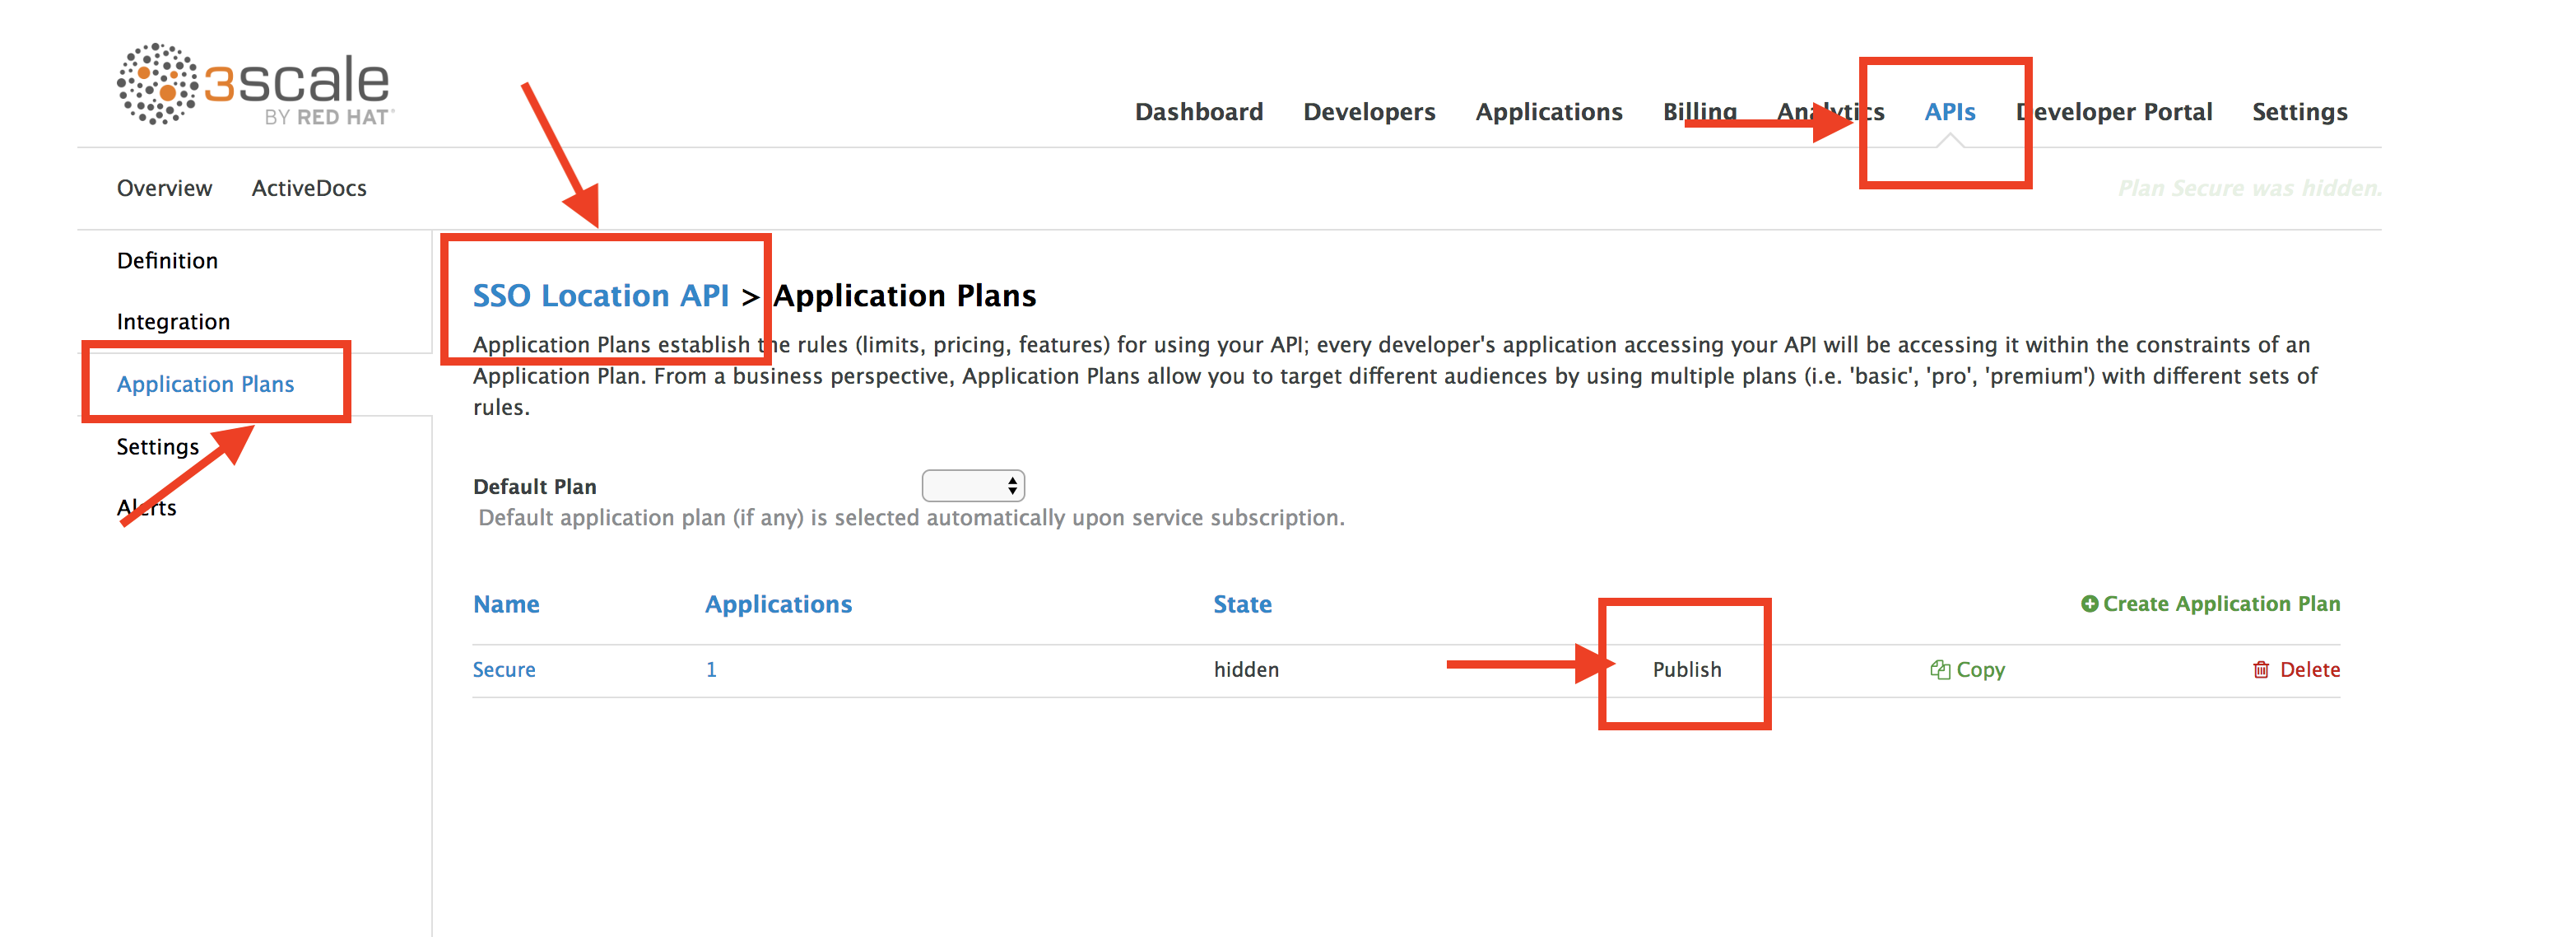 3scale
BY RED HAT
Dashboard Developers Applications Billing Analytics APIs Developer Portal Settings
Overview ActiveDocs
Plan Secure was hidden.
Definition
Integration
Application Plans
Settings
Alerts
SSO Location API > Application Plans
Application Plans establish the rules (limits, pricing, features) for using your API; every developer's application accessing your API will be accessing it within the constraints of an
Application Plan. From a business perspective, Application Plans allow you to target different audiences by using multiple plans (i.e. 'basic', 'pro', 'premium') with different sets of
rules.
Default Plan
Default application plan (if any) is selected automatically upon service subscription.
Name Applications State Create Application Plan
Secure 1 hidden Publish Copy Delete